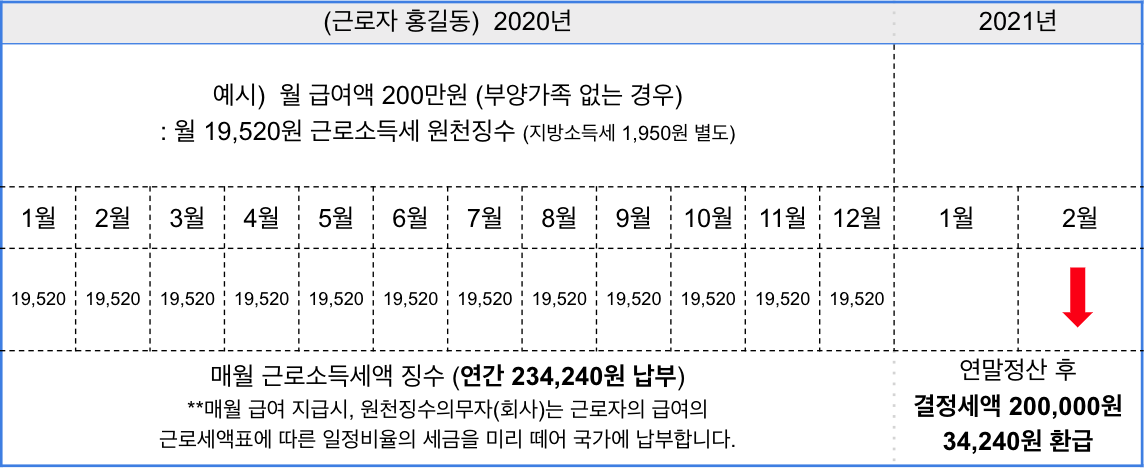 (근로자 홍길동) 2020년 2021년
예시) 월 급여액 200만원 (부양가족 없는 경우)
: 월 19,520원 근로소득세 원천징수 (지방소득세 1,950원 별도)
1월 2월 3월 4월 5월 6월 7월 8월 9월 10월 11월 12월 1월 2월
19,520 19,520 19,520 19,520 19,520 19,520 19,520 19,520 19,520 19,520 19,520 19,520
매월 근로소득세액 징수 (연간 234,240원 납부)
**매월 급여 지급시, 원천징수의무자(회사)는 근로자의 급여의
근로세액표에 따른 일정비율의 세금을 미리 떼어 국가에 납부합니다.
연말정산 후
결정세액 200,000원
34,240원 환급